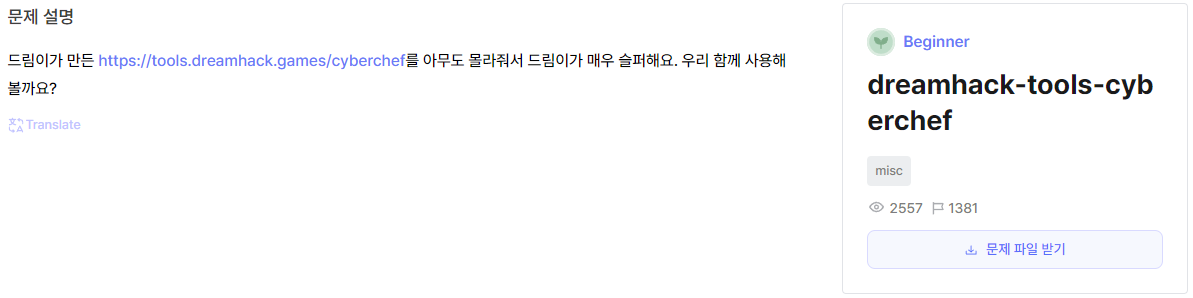 문제 설명
드림이가 만든 https://tools.dreamhack.games/cyberchef를 아무도 몰라줘서 드림이가 매우 슬퍼해요. 우리 함께 사용해
볼까요?
Translate
Beginner
dreamhack-tools-cyb
erchef
misc
2557 1381
문제 파일 받기